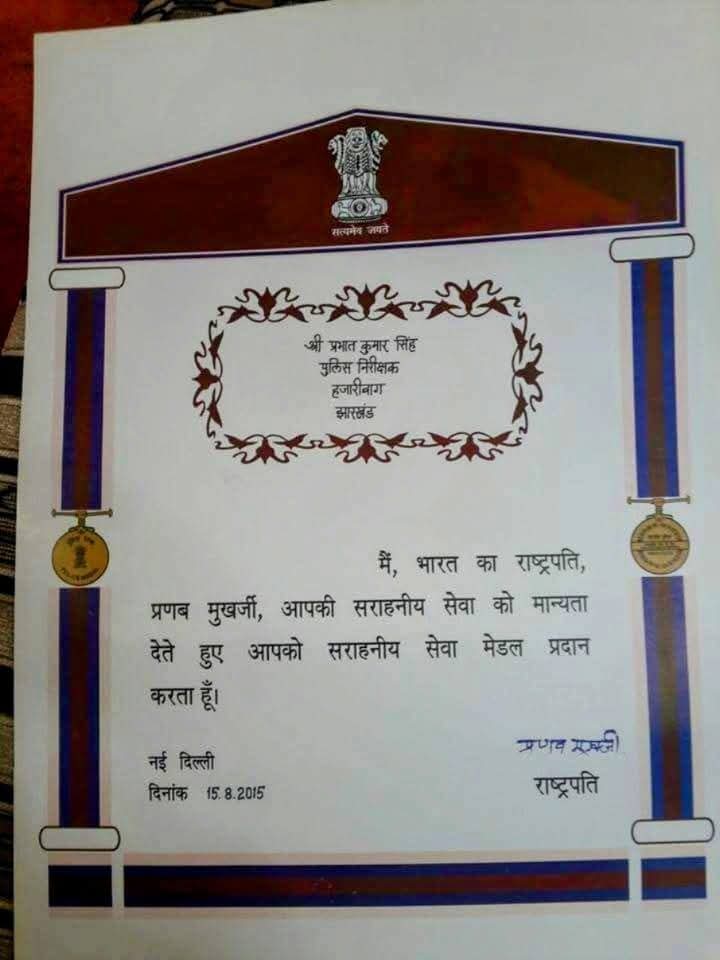 सत्यमेव जयते
श्री प्रभात कुमार सिंह
पुलिस निरीक्षक
हजारीबाग
झारखंड
मैं, भारत का राष्ट्रपति,
प्रणब मुखर्जी, आपकी सराहनीय सेवा को मान्यता
देते हुए आपको सराहनीय सेवा मेडल प्रदान
करता हूँ।
प्रणब मुखर्जी
नई दिल्ली
दिनांक 15.8.2015
राष्ट्रपति